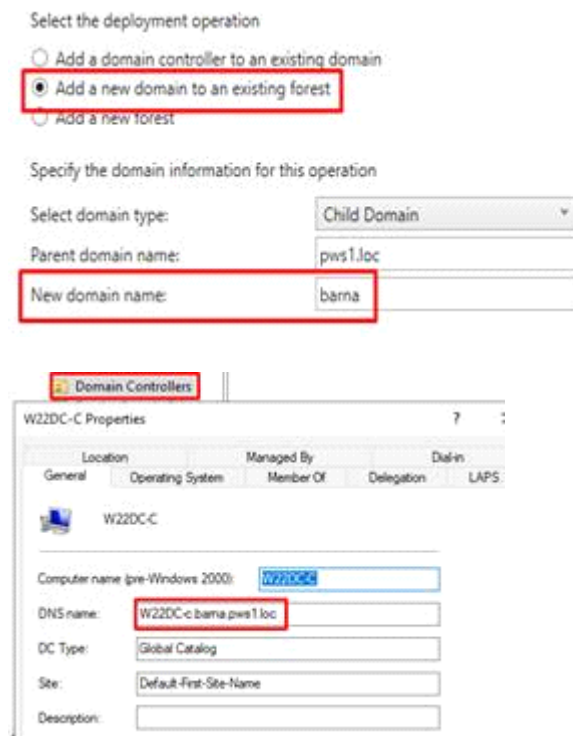 Select the deployment operation
Add a domain controller to an existing domain
Add a new domain to an existing forest
Add a new forest
Specify the domain information for this operation
Select domain type: Child Domain
Parent domain name: pws1.loc
New domain name: barna
Domain Controllers
W22DC-C Properties ?
Location Managed By Dial-in
General Operating System Member Of Delegation LAPS
W22DC-C
Computer name (pre-Windows 2000): W22DC-C
DNS name: W22DC-c.barna.pws1.loc
DC Type: Global Catalog
Site: Default-First-Site-Name
Description: